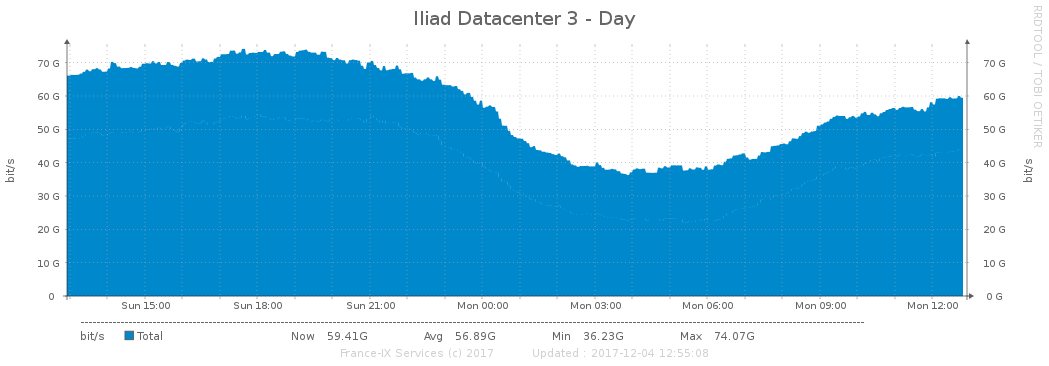 Iliad Datacenter 3 - Day
RRDTOOL / TOBI OETIKER
bit/s
70 G 70 G
60 G 60 G
50 G 50 G
40 G 40 G
30 G 30 G
20 G 20 G
10 G 10 G
0 0 G
bit/s
Sun 15:00 Sun 18:00 Sun 21:00 Mon 00:00 Mon 03:00 Mon 06:00 Mon 09:00 Mon 12:00
bit/s Total Now 59.41G Avg 56.89G Min 36.23G Max 74.07G
France-IX Services (c) 2017 Updated : 2017-12-04 12:55:08